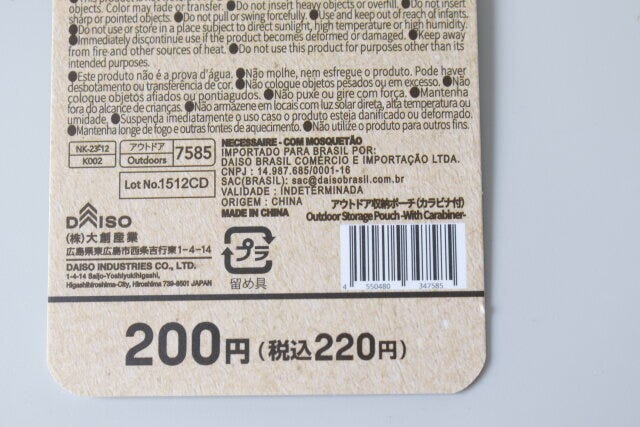 objects. Color may fade or transfer. ●Do not insert heavy objects or overfill. ●Do not insert
sharp or pointed objects. ●Do not pull or swing forcefully. ●Use and keep out of reach of infants.
●Do not use or store in a place subject to direct sunlight, high temperature or high humidity.
●Immediately discontinue use if the product becomes deformed or damaged. ●Keep away
from fire and other sources of heat. ●Do not use this product for purposes other than its
intended purposes.
●Este produto não é a prova d'água. ●Não molhe, nem esfregue o produto. Pode haver
desbotamento ou transferência de cor. ●Não coloque objetos pesados ou em excesso. ●Não
coloque objetos afiados ou pontiagudos. ●Não puxe ou gire com força. ●Mantenha
fora do alcance de crianças. ●Não armazene em locais com luz solar direta, alta temperatura ou
umidade. ●Suspenda imediatamente o uso caso o produto esteja danificado ou deformado.
●Mantenha longe de fogo e outras fontes de aquecimento. ●Não utilize o produto para outros fins.
NK-23*12
K002
アウトドア
Outdoors
7585
Lot No.1512CD
NECESSAIRE - COM MOSQUETÃO
IMPORTADO PARA BRASIL POR:
DAISO BRASIL COMÉRCIO E IMPORTAÇÃO LTDA.
CNPJ : 14.987.685/0001-16
SAC(BRASIL): sac@daisobrasil.com.br
VALIDADE : INDETERMINADA
ORIGEM : CHINA
MADE IN CHINA
アウトドア収納ポーチ(カラビナ付)
Outdoor Storage Pouch -With Carabiner-
DAISO
(株)大創産業
広島県東広島市西条吉行東1-4-14
DAISO INDUSTRIES CO., LTD.
1-4-14 Saijo-Yoshiyukihigashi,
Higashihiroshima-City, Hiroshima 739-8501 JAPAN
プラ
留め具
4 550480 347585
200円(税込220円)